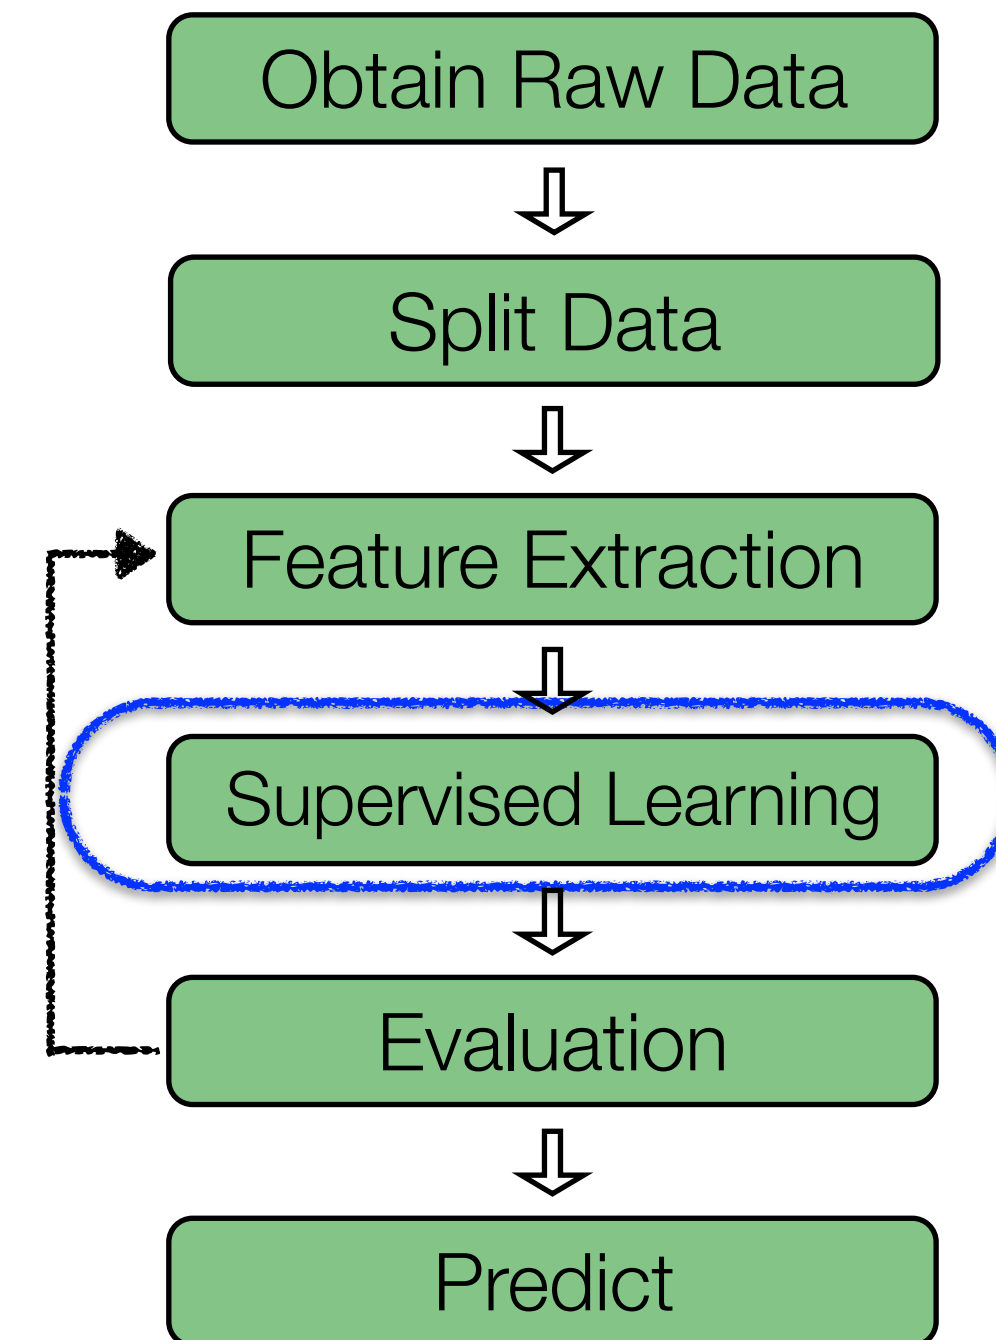 Obtain Raw Data
Split Data
Feature Extraction
Supervised Learning
Evaluation
Predict